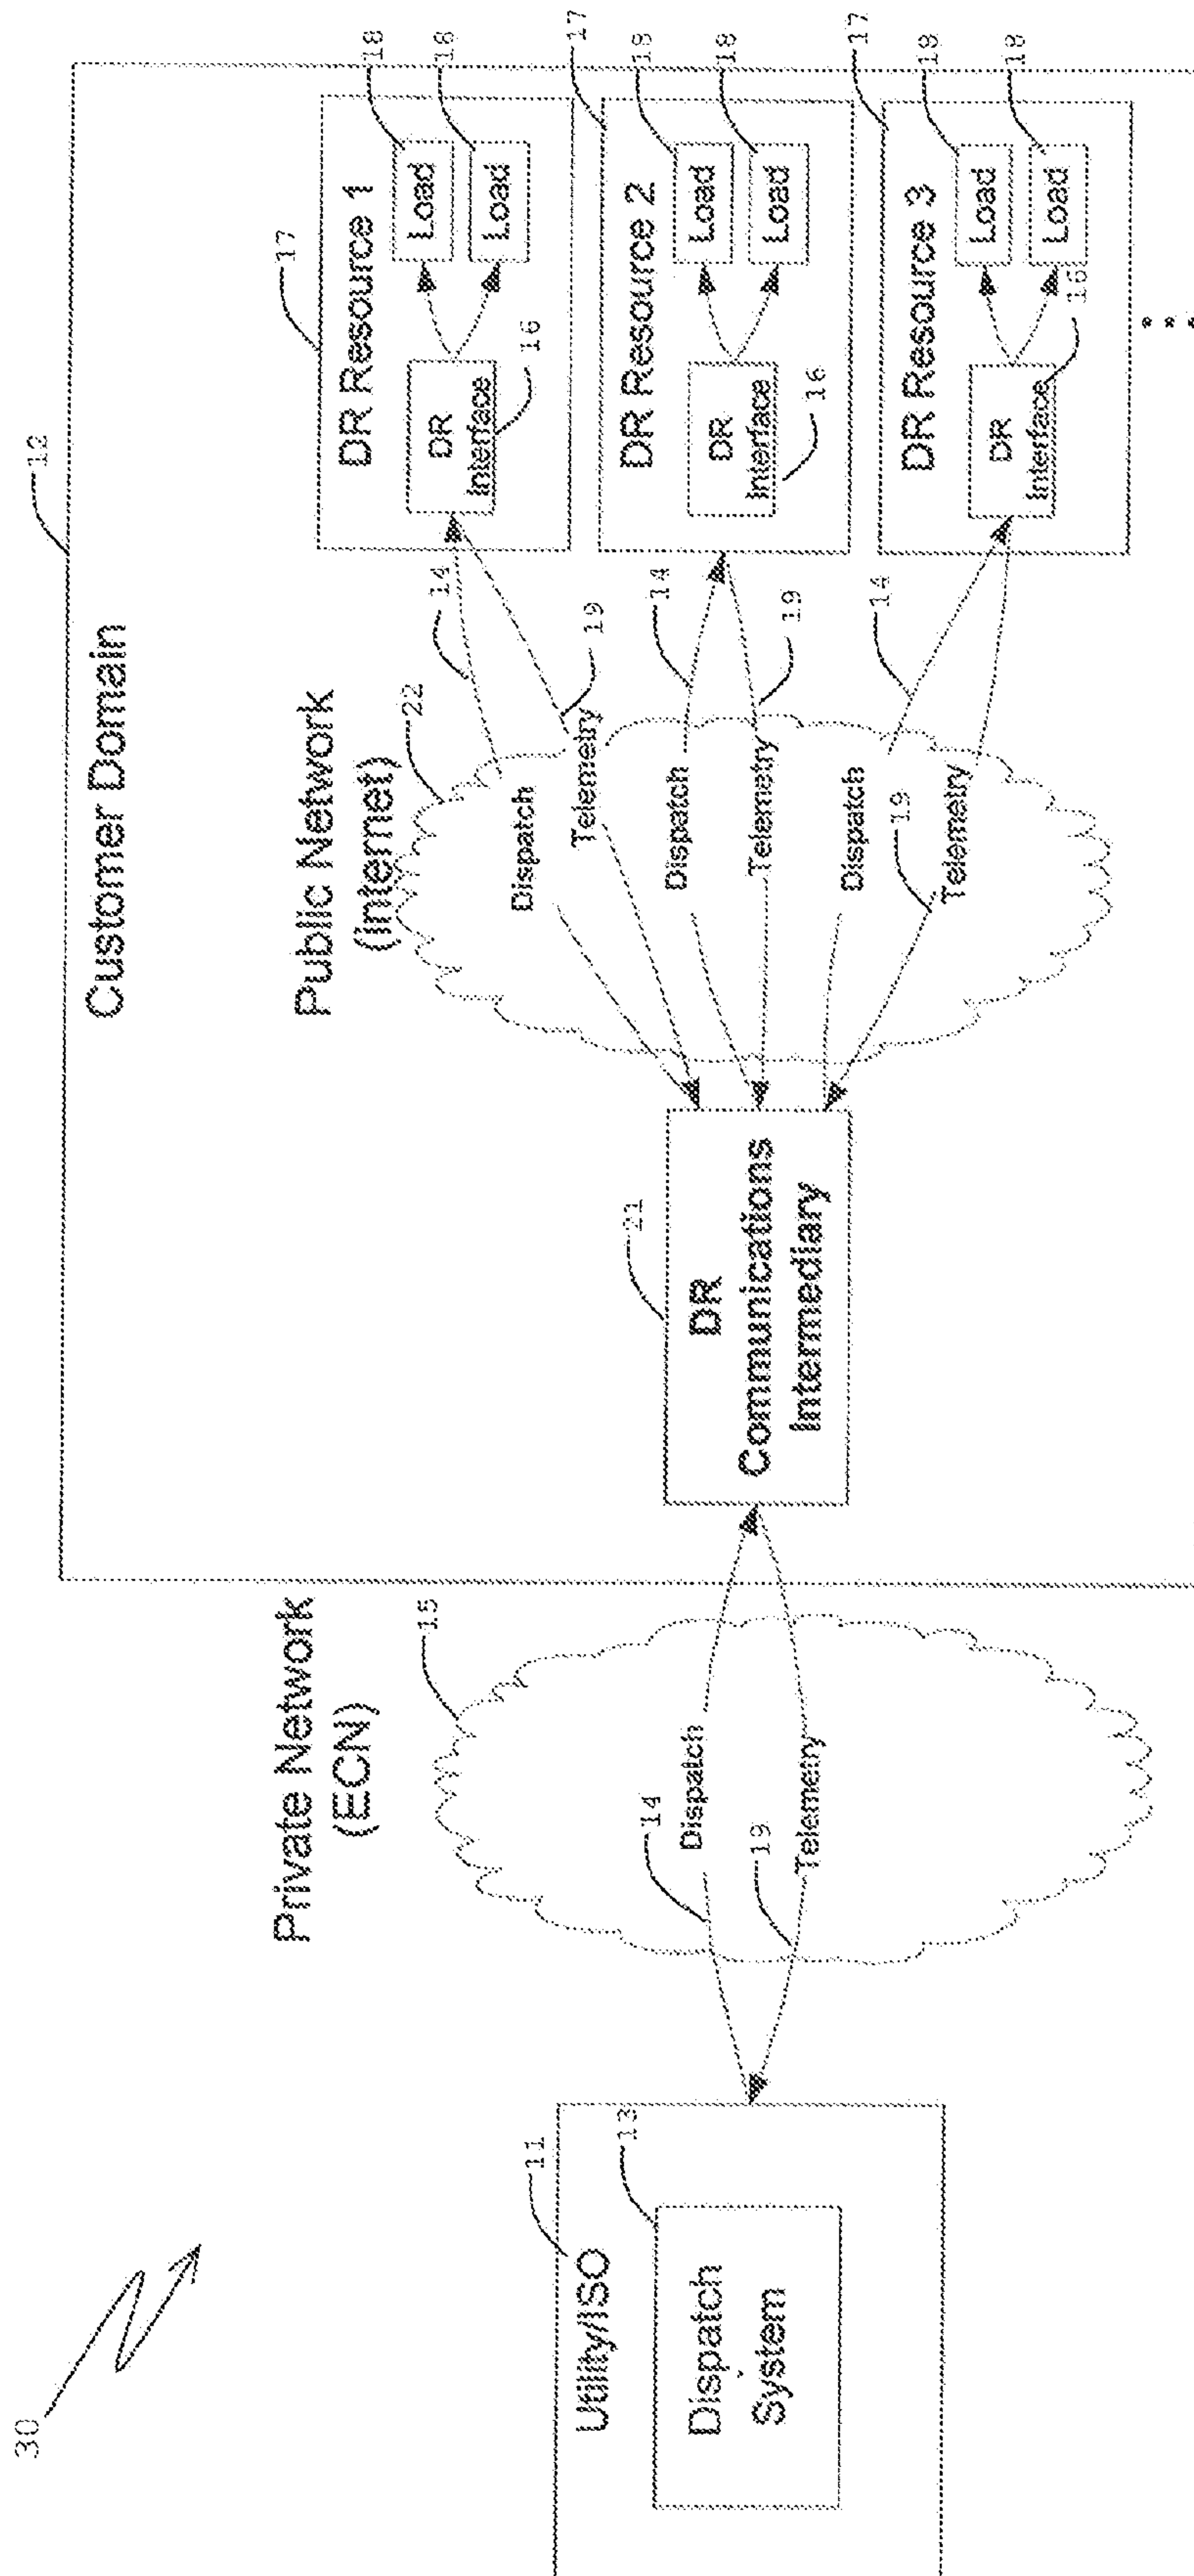 30
12
Customer Domain
Utility/ISO
11
Dispatch
System
13
Private Network
(ECN)
15
Dispatch
14
Telemetry
19
DR
Communications
Intermediary
21
Public Network
(Internet)
22
Dispatch
14
Telemetry
19
Dispatch
14
Telemetry
19
Dispatch
14
Telemetry
19
17
DR Resource 1
DR
Interface
16
Load
18
Load
18
17
DR Resource 2
DR
Interface
16
Load
18
Load
18
17
DR Resource 3
DR
Interface
16
Load
18
Load
18